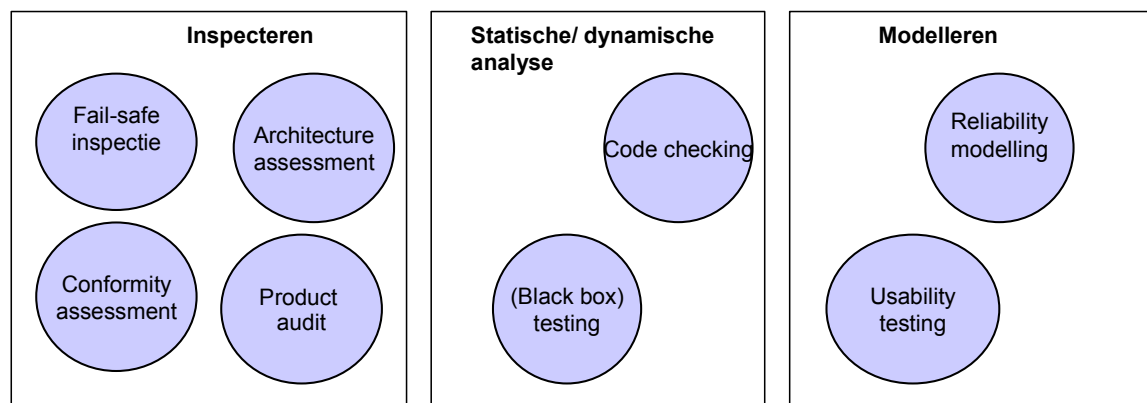 Inspecteren
Fail-safe
inspectie
Architecture
assessment
Conformity
assessment
Product
audit
Statische/ dynamische
analyse
Code checking
(Black box)
testing
Modelleren
Reliability
modelling
Usability
testing